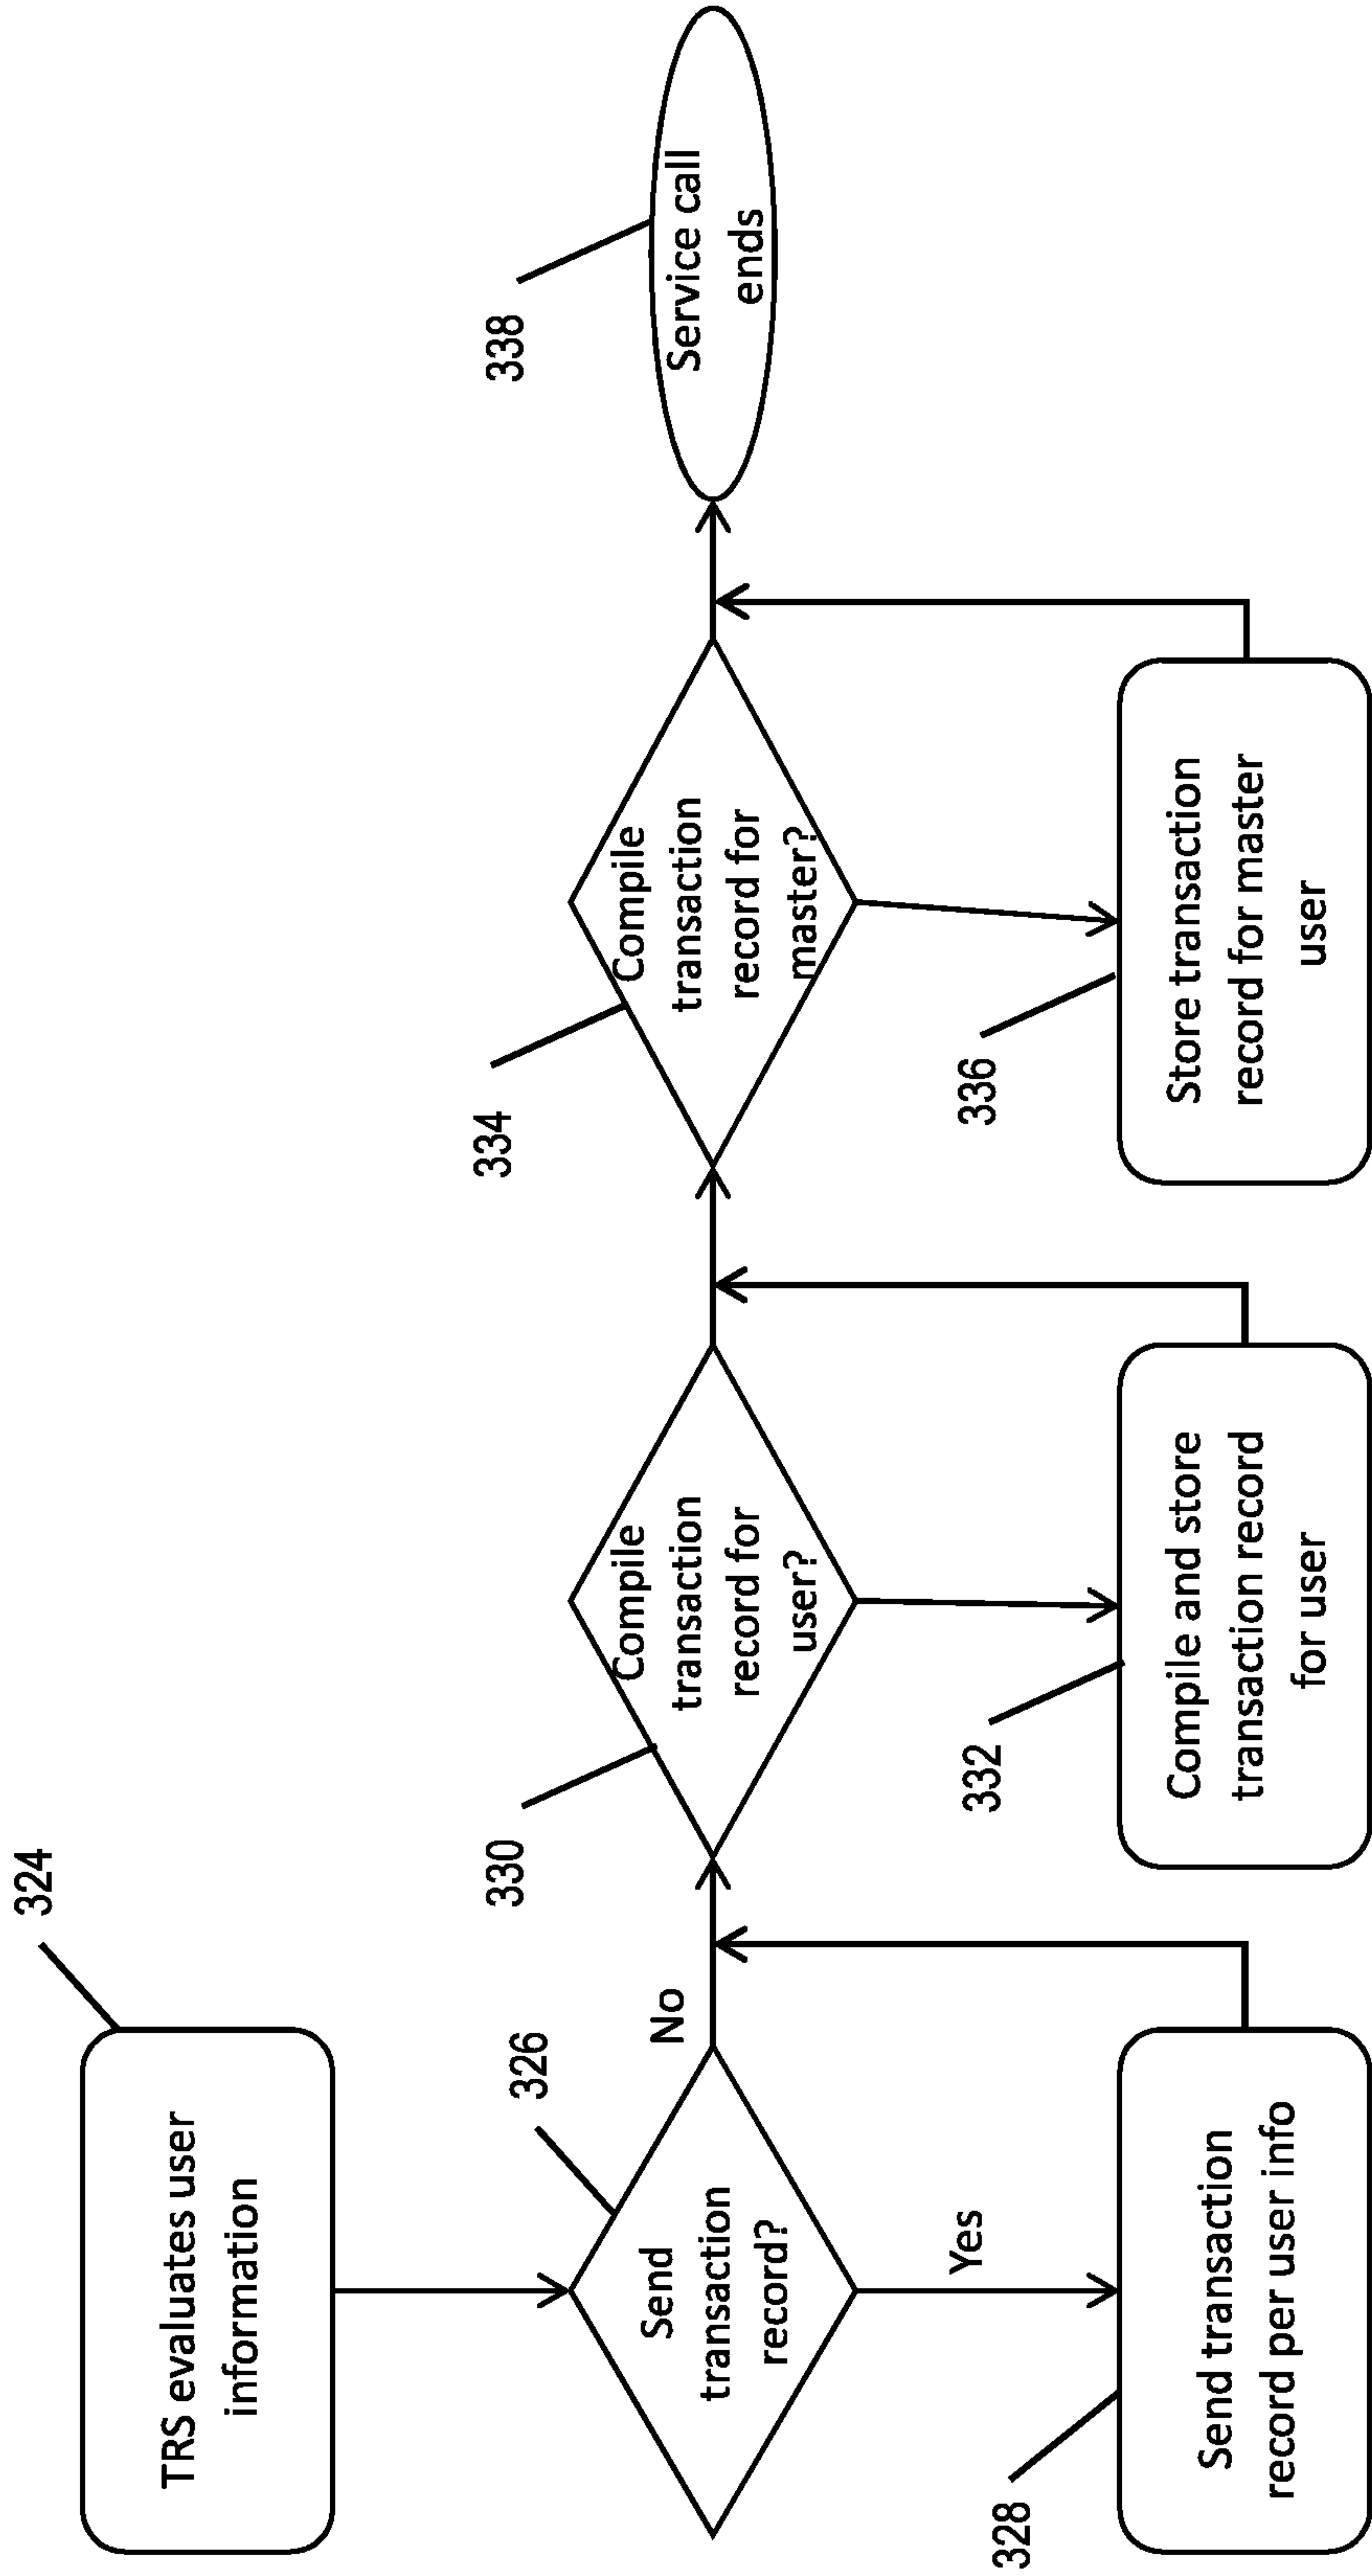 324
TRS evaluates user
information
326
Send
transaction
record?
No
Yes
328
Send transaction
record per user info
330
Compile
transaction
record for
user?
332
Compile and store
transaction record
for user
334
Compile
transaction
record for
master?
336
Store transaction
record for master
user
338
Service call
ends